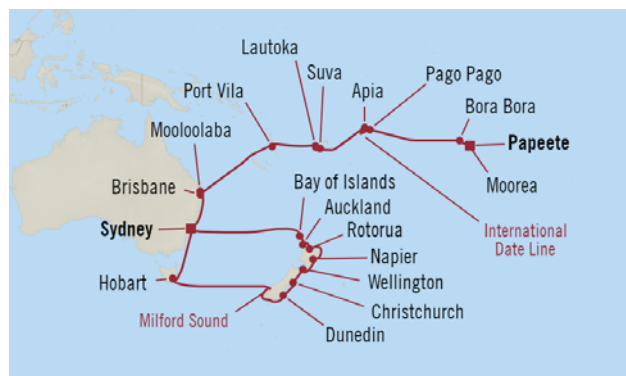 Lautoka
Suva
Pago Pago
Apia
Port Vila
Bora Bora
Mooloolaba
Papeete
Brisbane
Bay of Islands
Moorea
Auckland
Sydney
Rotorua
International
Date Line
Napier
Hobart
Wellington
Christchurch
Milford Sound
Dunedin